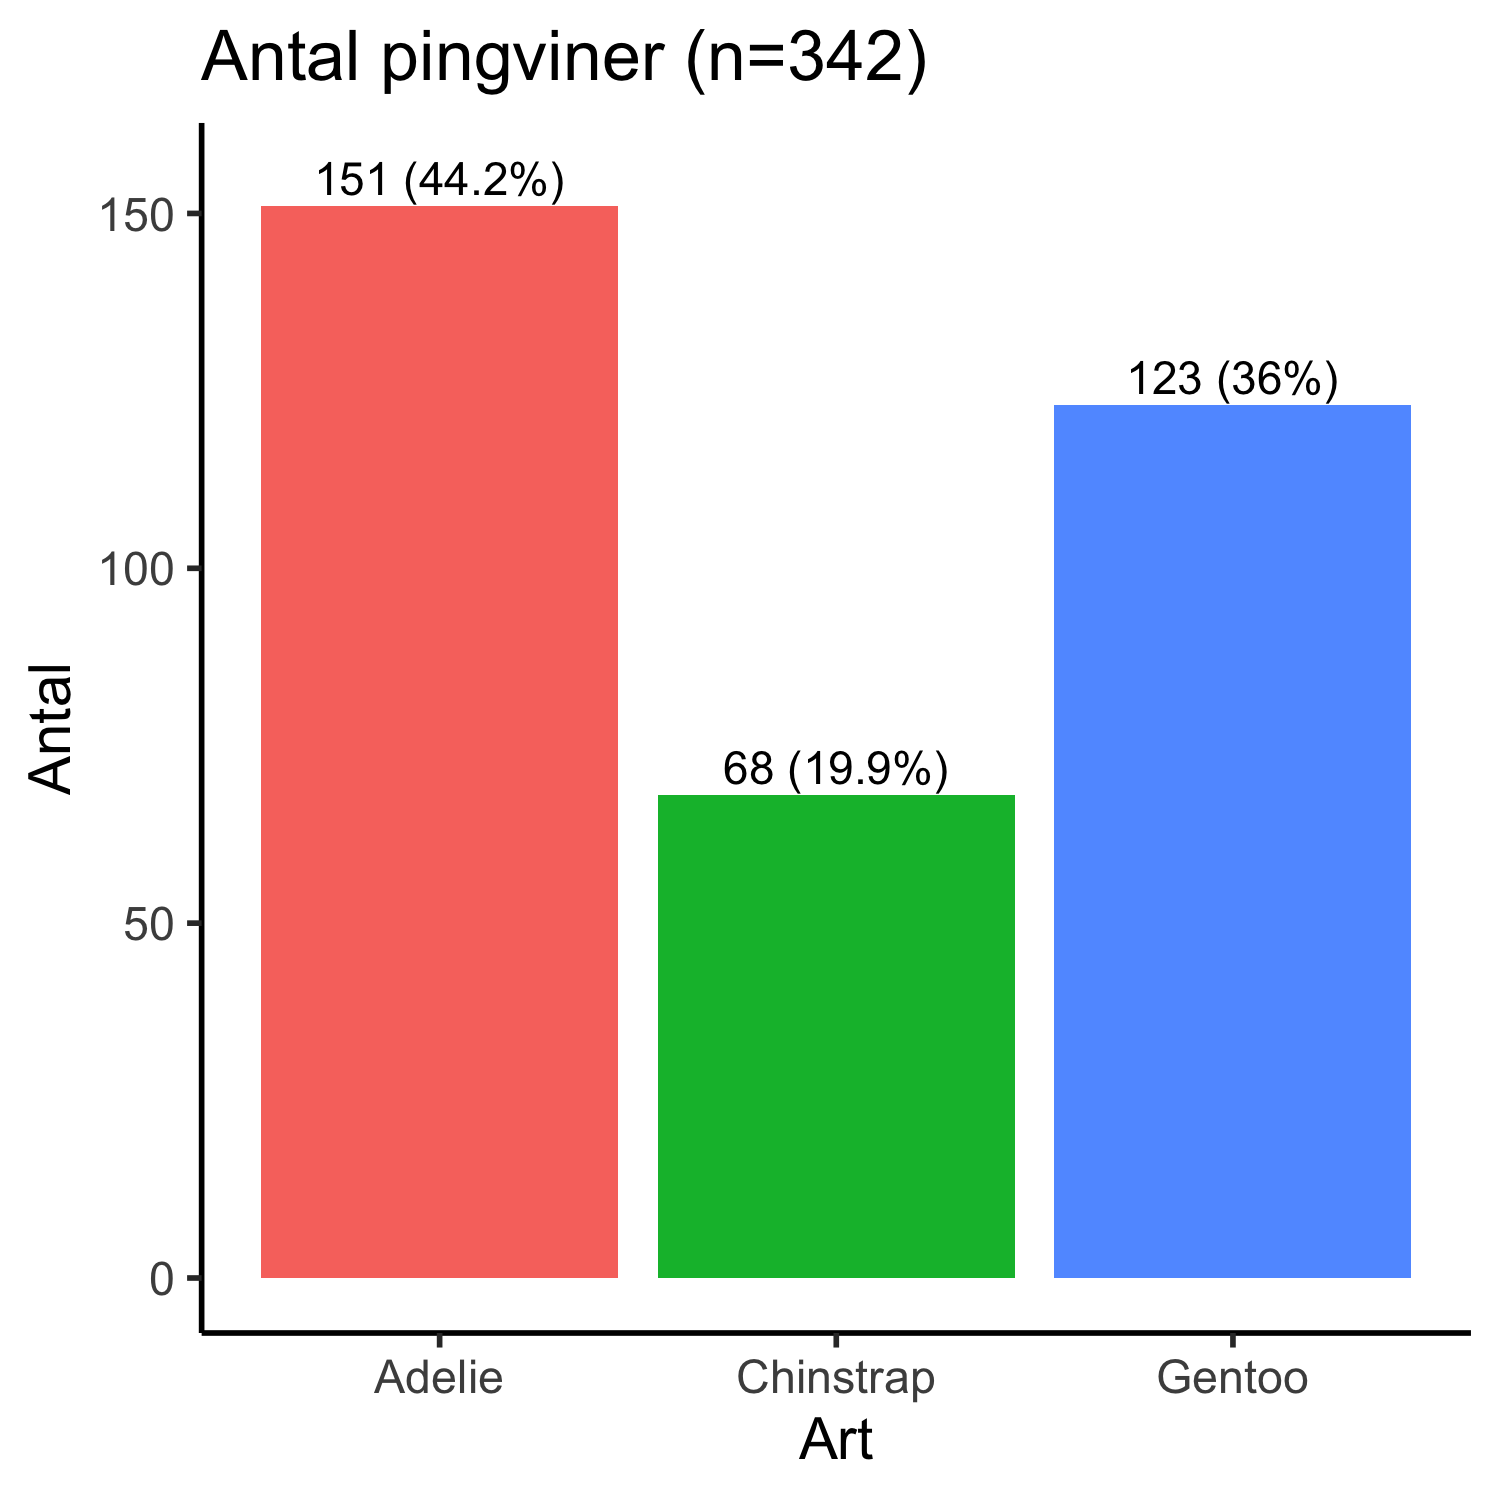 Antal pingviner (n=342)
151 (44.2%)
123 (36%)
68 (19.9%)
150
100
50
0
Antal
Adelie
Chinstrap
Gentoo
Art